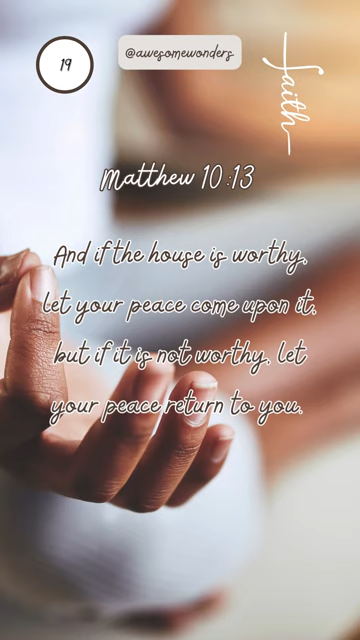 19
@awesomewonders
faith
Matthew 10:13
And if the house is worthy,
let your peace come upon it,
but if it is not worthy, let
your peace return to you.